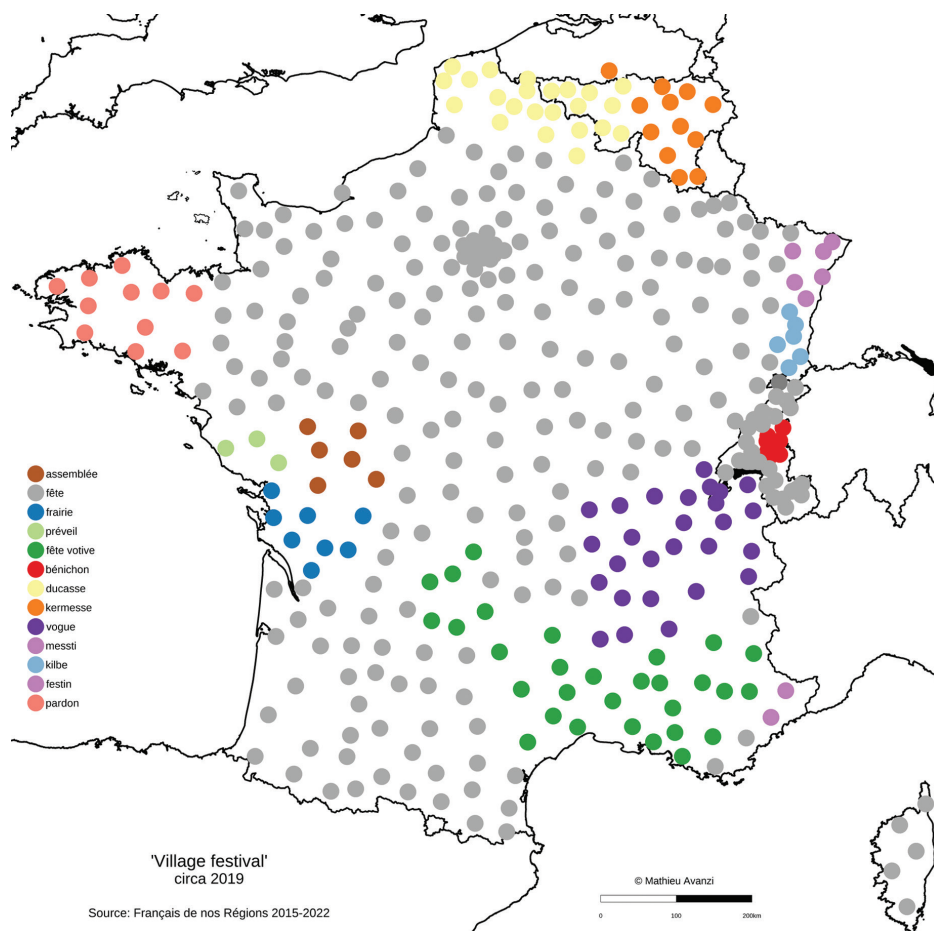 assemblée
fête
frairie
préveil
fête votive
bénichon
ducasse
kermesse
vogue
messti
kilbe
festin
pardon
'Village festival'
circa 2019
Source: Français de nos Régions 2015-2022
© Mathieu Avanzi
0 100 200km